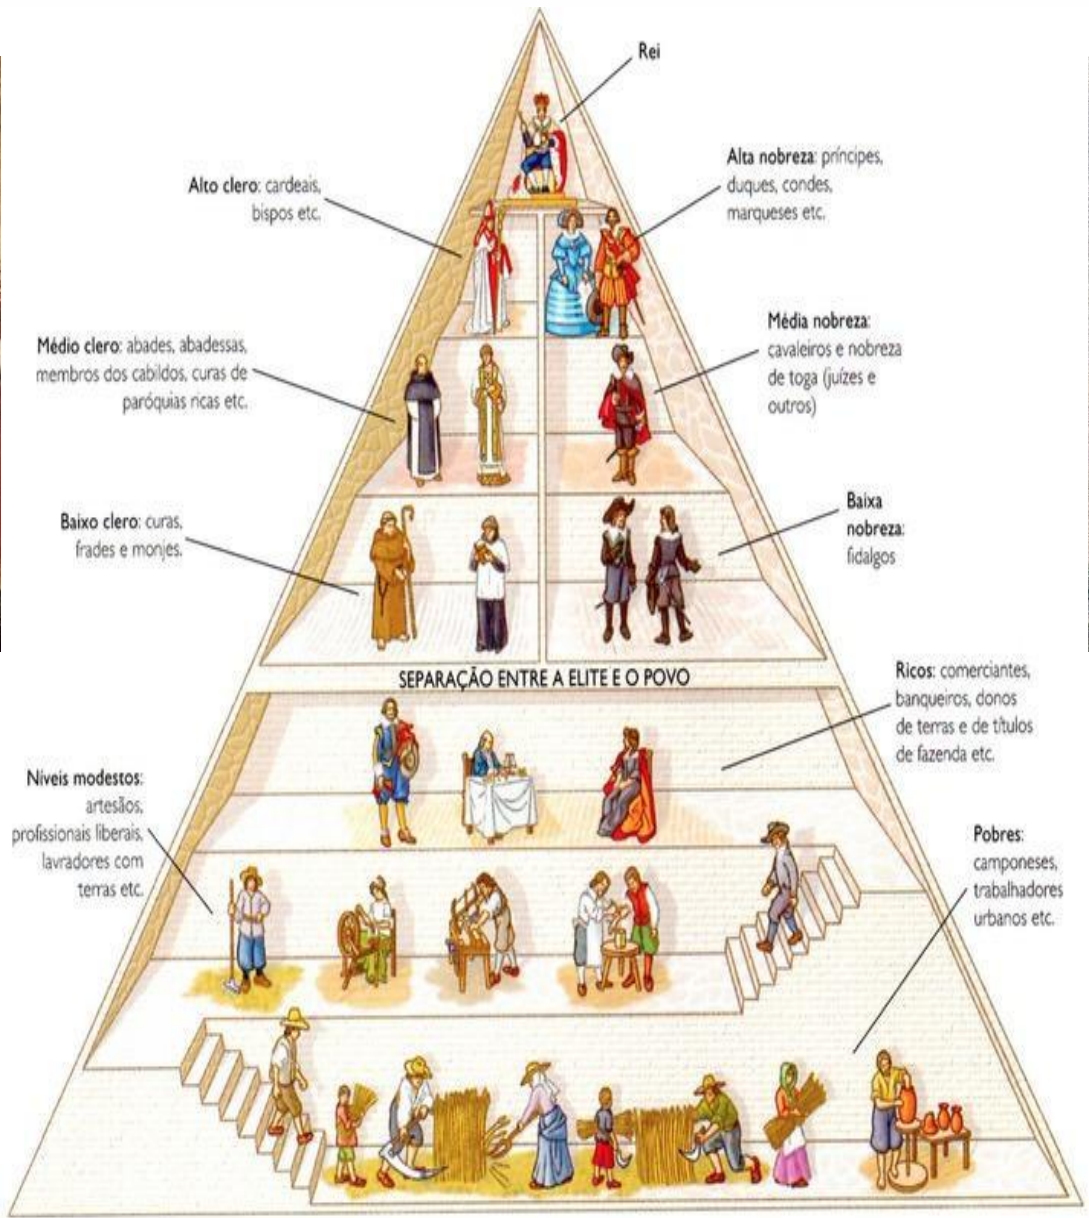 Rei
Alto clero: cardeais,
bispos etc.
Alta nobreza: príncipes,
duques, condes,
marqueses etc.
Médio clero: abades, abadessas,
membros dos cabildos, curas de
paróquias ricas etc.
Média nobreza:
cavaleiros e nobreza
de toga (juízes e
outros)
Baixo clero: curas,
frades e monjes.
Baixa
nobreza:
fidalgos
SEPARAÇÃO ENTRE A ELITE E O POVO
Ricos: comerciantes,
banqueiros, donos
de terras e de títulos
de fazenda etc.
Níveis modestos:
artesãos,
profissionais liberais,
lavradores com
terras etc.
Pobres:
camponeses,
trabalhadores
urbanos etc.